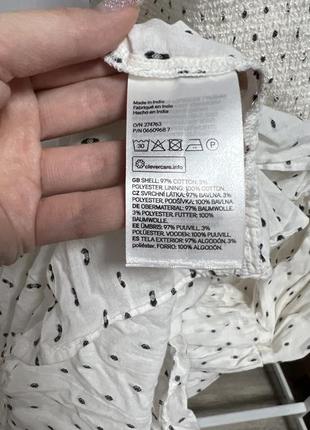 Made in India
Fabriqué en Inde
Hecho en India
O/N 274763
P/N 0660968 7
30
P
clevercare.info
GB SHELL: 97% COTTON, 3%
POLYESTER, LINING: 100% COTTON
CZ SVRCHNÍ LÁTKA: 97% BAVLNA, 3%
POLYESTER, PODŠÍVKA: 100% BAVLNA
DE OBERMATERIAL: 97% BAUMWOLLE,
3% POLYESTER, FUTTER: 100%
BAUMWOLLE
EE ÜMBRIS: 97% PUUVILL, 3%
POLÜESTER, VOODER: 100% PUUVILL
ES TELA EXTERIOR: 97% ALGODÓN, 3%
poliéster, FORRO: 100% ALGODÓN.